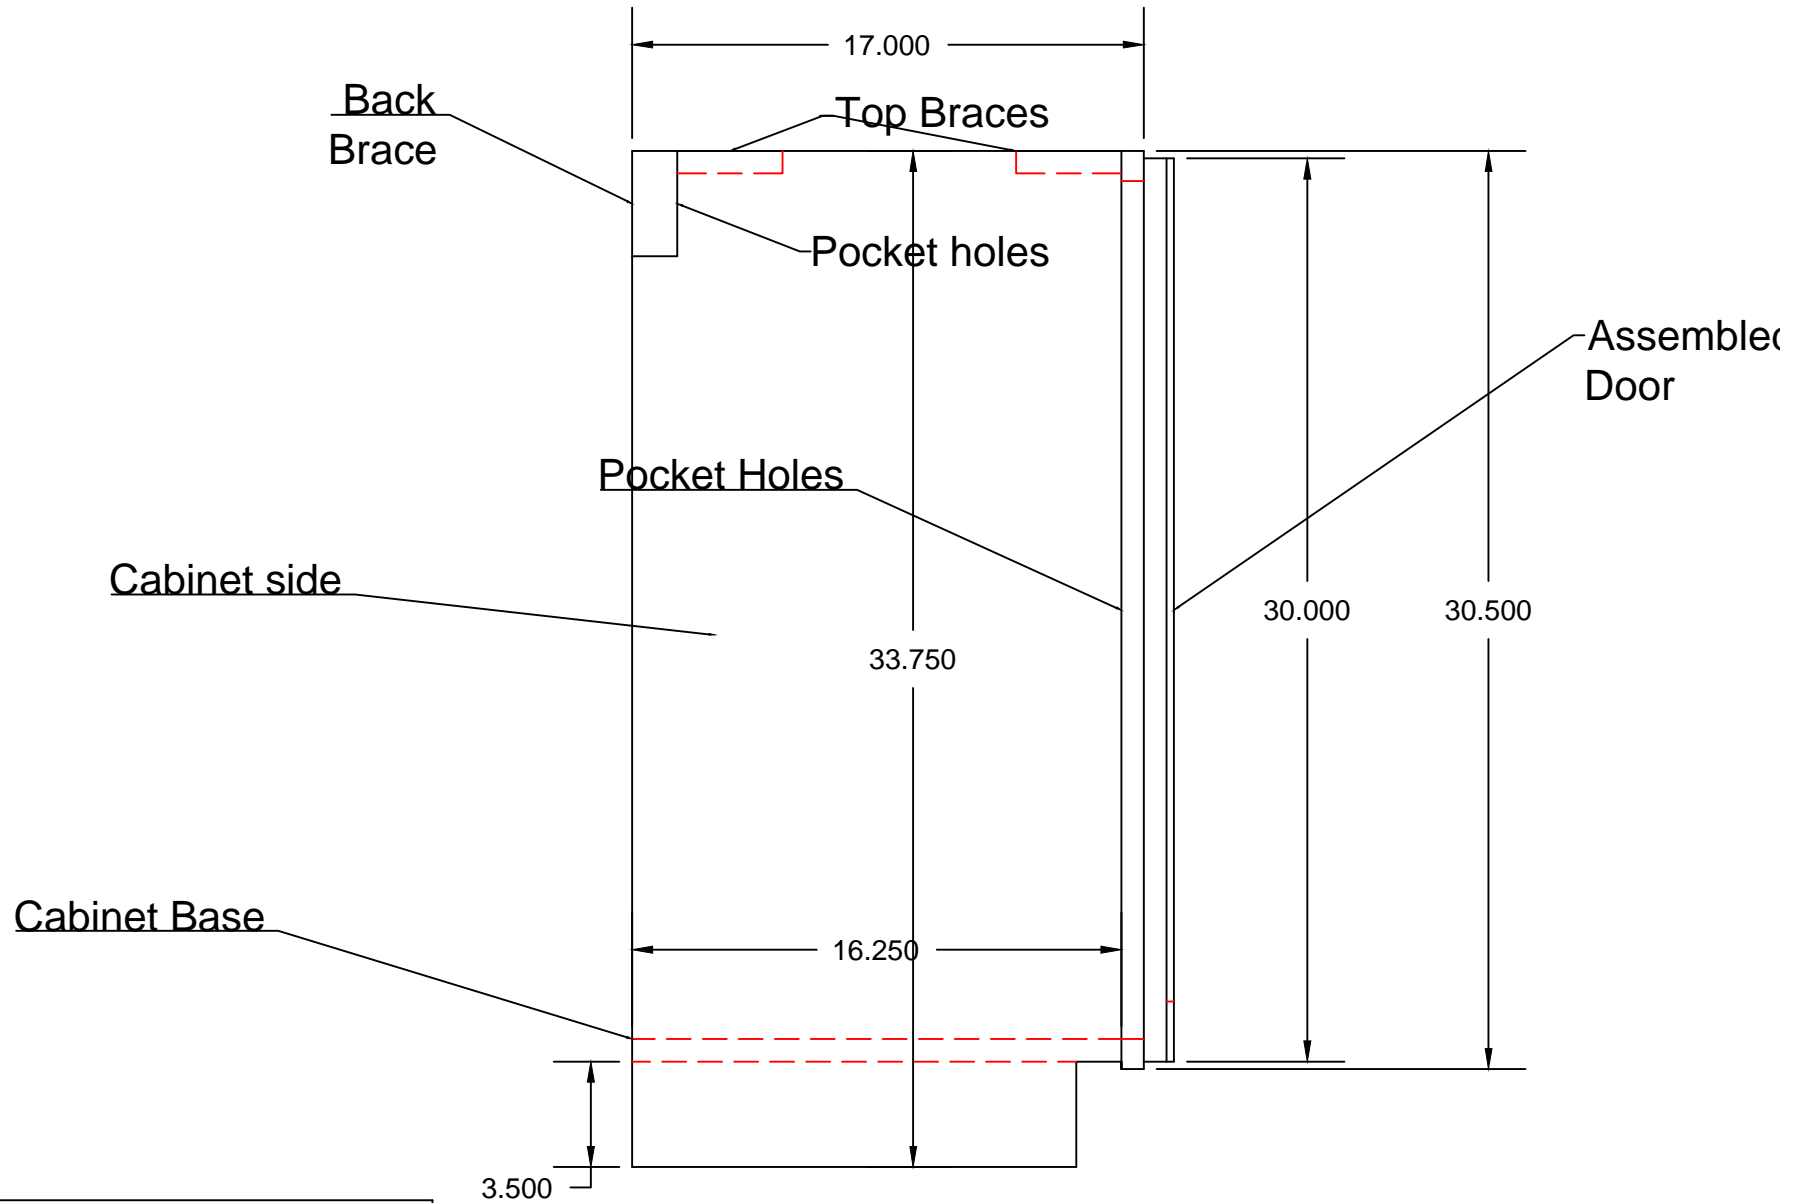 17.000
Back
Brace
Top Braces
Pocket holes
Assembled
Door
Pocket Holes
Cabinet side
30.000
30.500
33.750
Cabinet Base
16.250
3.500